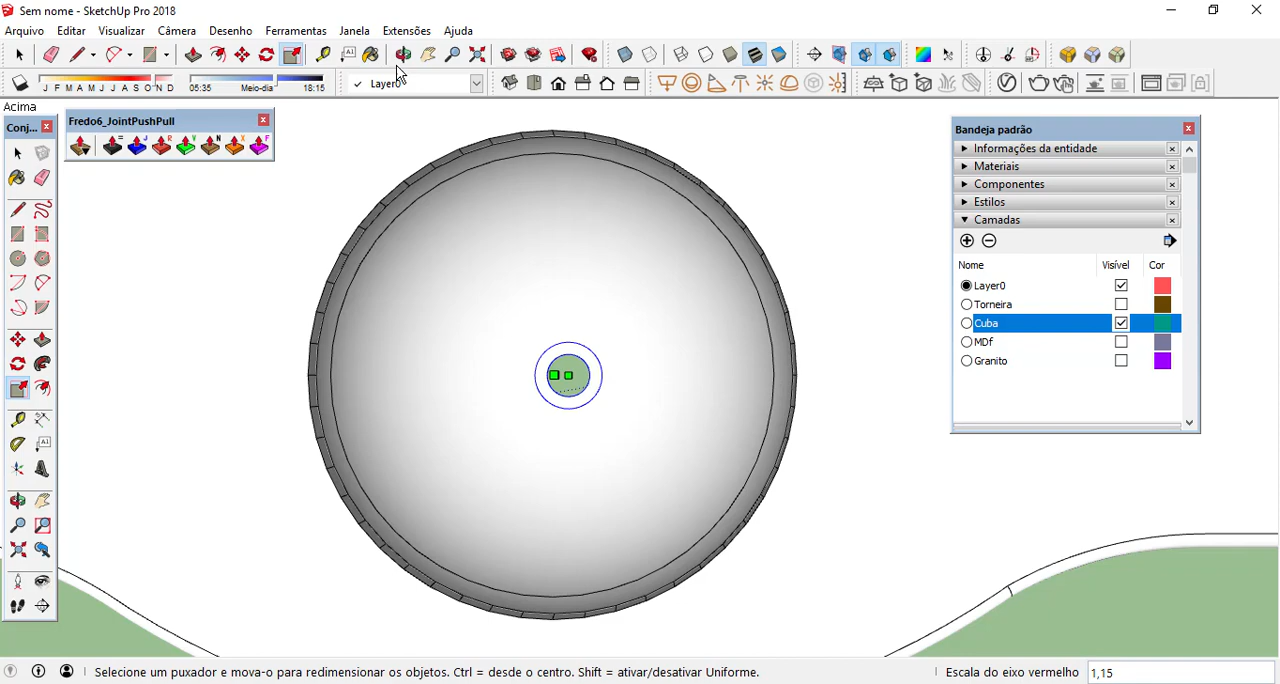 Sem nome - SketchUp Pro 2018
Arquivo Editar Visualizar Câmera Desenho Ferramentas Janela Extensões Ajuda
J F M A M J J A S O N D 05:35 Meio-dia 18:15 Layer0
Acima
Conj...
Fredo6_JointPushPull
= J R V N X F
A1
A1
Bandeja padrão
Informações da entidade
Materiais
Componentes
Estilos
Camadas
Nome Visível Cor
Layer0
Torneira
Cuba
MDf
Granito
Selecione um puxador e mova-o para redimensionar os objetos. Ctrl = desde o centro. Shift = ativar/desativar Uniforme. Escala do eixo vermelho 1,15